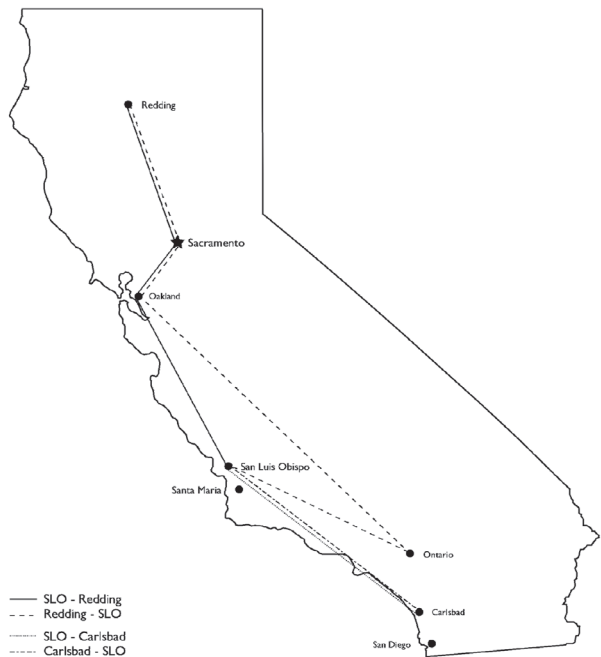 Redding
Sacramento
Oakland
San Luis Obispo
Santa Maria
Ontario
Carlsbad
San Diego
SLO - Redding
Redding - SLO
SLO - Carlsbad
Carlsbad - SLO